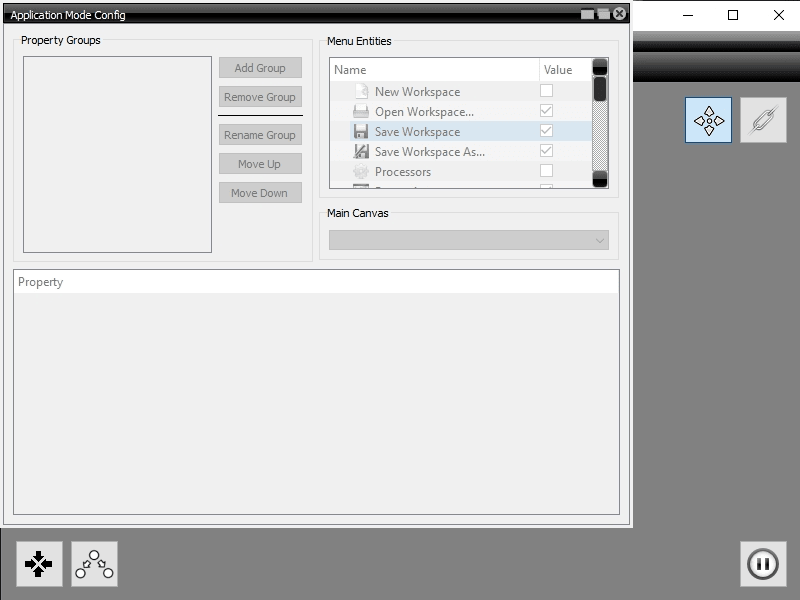 Application Mode Config
Property Groups
Add Group
Remove Group
Rename Group
Move Up
Move Down
Menu Entities
Name Value
New Workspace
Open Workspace...
Save Workspace
Save Workspace As...
Processors
Main Canvas
Property